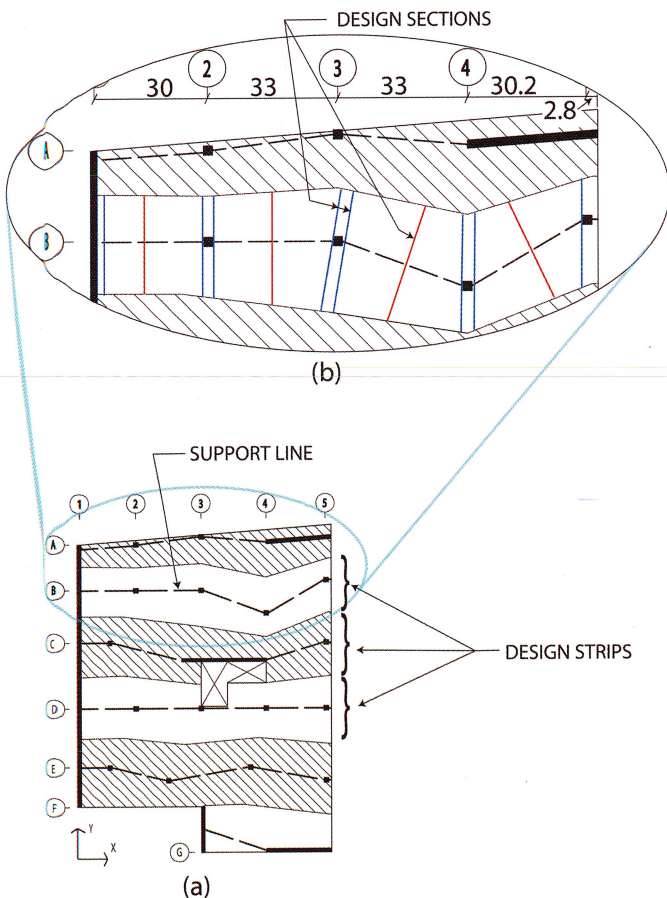 DESIGN SECTIONS
2 3 4
30 33 33 30.2
2.8
A
B
(b)
SUPPORT LINE
1 2 3 4 5
A
B
C
DESIGN STRIPS
D
E
F
Y
X
G
(a)